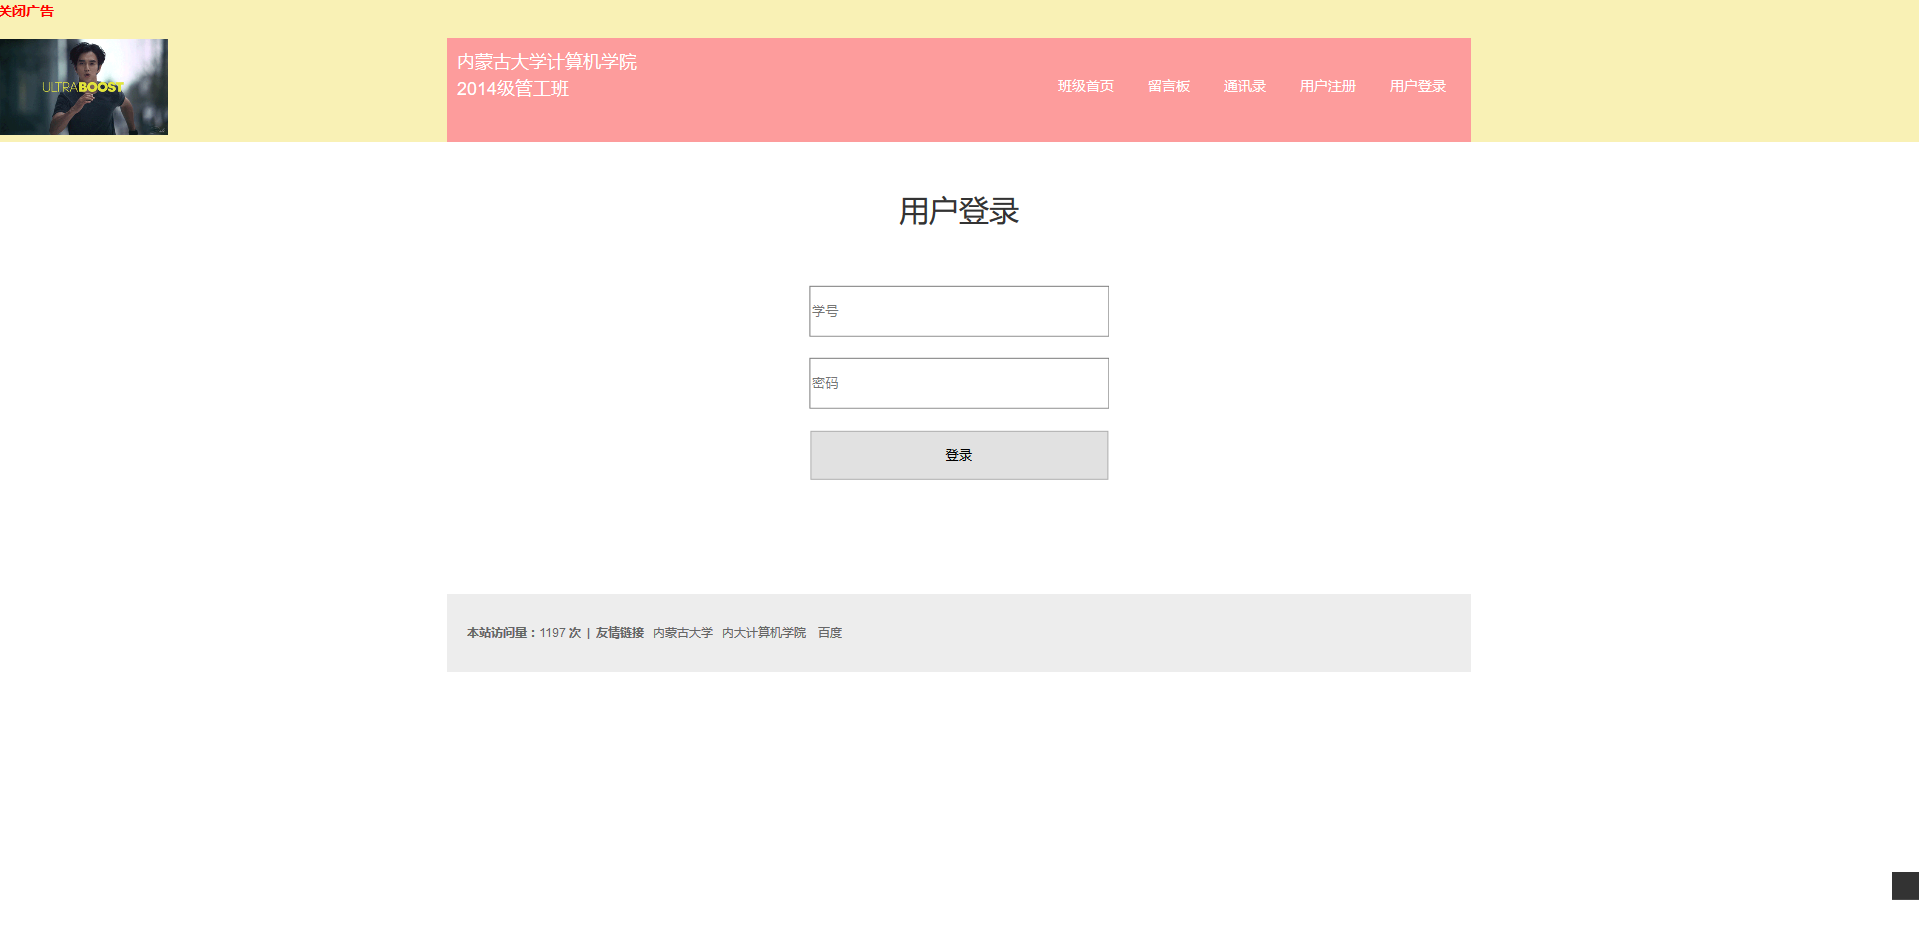 关闭广告
ULTRABOOST
内蒙古大学计算机学院
2014级管工班
班级首页 留言板 通讯录 用户注册 用户登录
用户登录
学号
密码
登录
本站访问量：1197 次 | 友情链接 内蒙古大学 内大计算机学院 百度